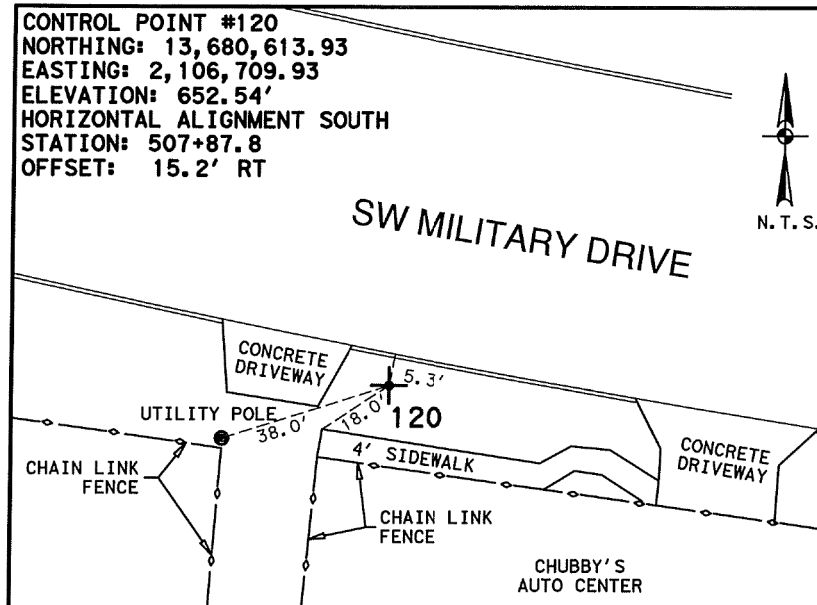 CONTROL POINT #120
NORTHING: 13,680,613.93
EASTING: 2,106,709.93
ELEVATION: 652.54'
HORIZONTAL ALIGNMENT SOUTH
STATION: 507+87.8
OFFSET: 15.2' RT
N.T.S.
SW MILITARY DRIVE
CONCRETE
DRIVEWAY
5.3'
120
18.0'
UTILITY POLE
38.0'
4' SIDEWALK
CONCRETE
DRIVEWAY
CHAIN LINK
FENCE
CHAIN LINK
FENCE
CHUBBY'S
AUTO CENTER